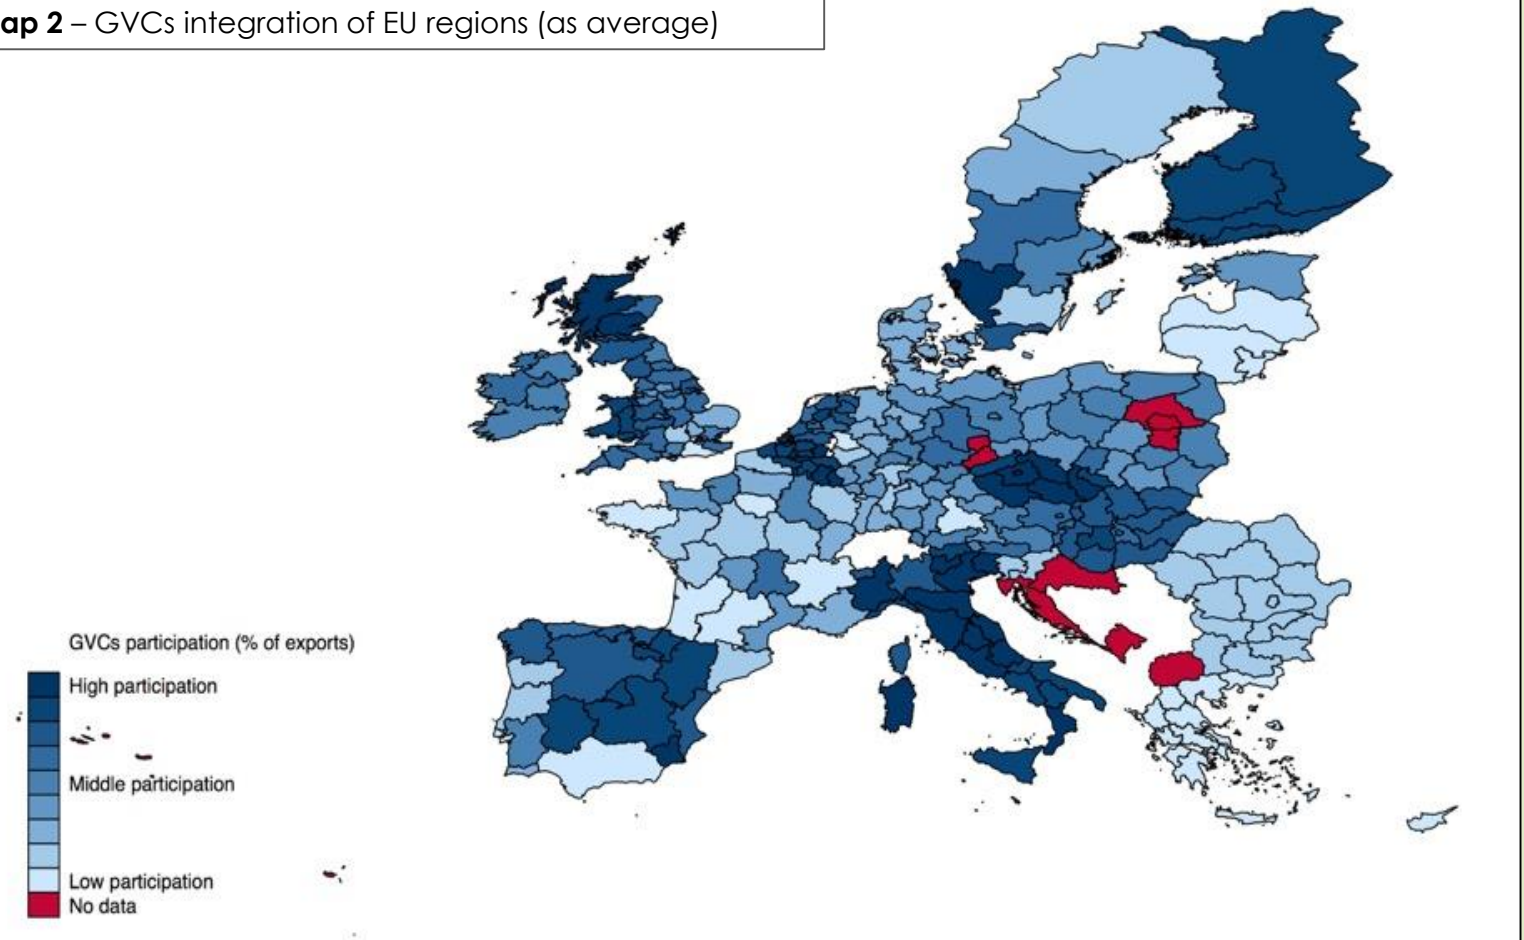 ap 2 – GVCs integration of EU regions (as average)
GVCs participation (% of exports)
High participation
Middle participation
Low participation
No data